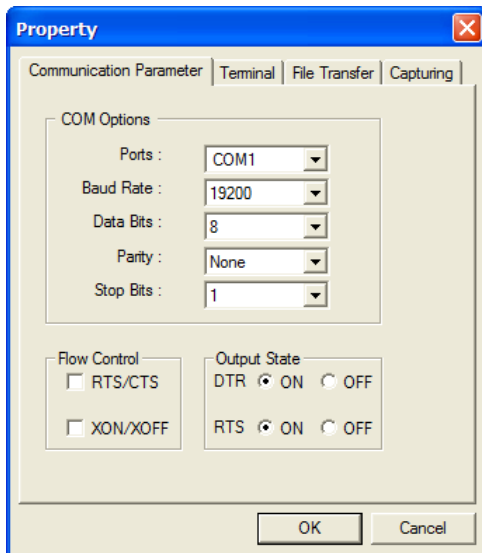 Property
Communication Parameter Terminal File Transfer Capturing
COM Options
Ports : COM1
Baud Rate : 19200
Data Bits : 8
Parity : None
Stop Bits : 1
Flow Control Output State
RTS/CTS DTR ON OFF
XON/XOFF RTS ON OFF
OK Cancel